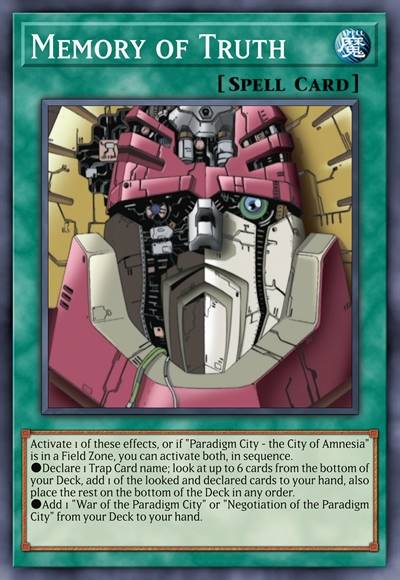 Memory of Truth
魔
[Spell Card]
Activate 1 of these effects, or if "Paradigm City - the City of Amnesia"
is in a Field Zone, you can activate both, in sequence.
●Declare 1 Trap Card name; look at up to 6 cards from the bottom of
your Deck, add 1 of the looked and declared cards to your hand, also
place the rest on the bottom of the Deck in any order.
●Add 1 "War of the Paradigm City" or "Negotiation of the Paradigm
City" from your Deck to your hand.